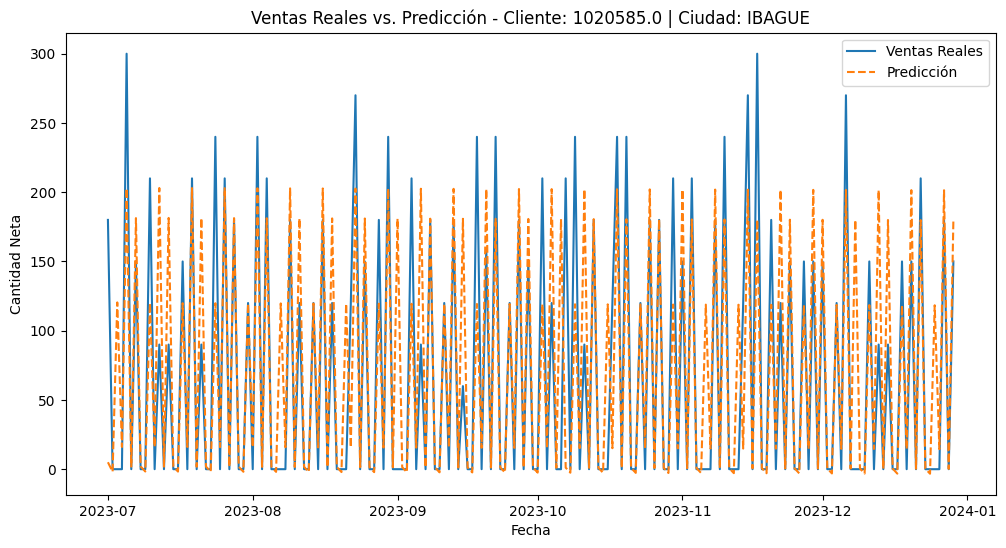 Ventas Reales vs. Predicción - Cliente: 1020585.0 | Ciudad: IBAGUE
Ventas Reales
Predicción
Cantidad Neta
300
250
200
150
100
50
0
2023-07
2023-08
2023-09
2023-10
2023-11
2023-12
2024-01
Fecha